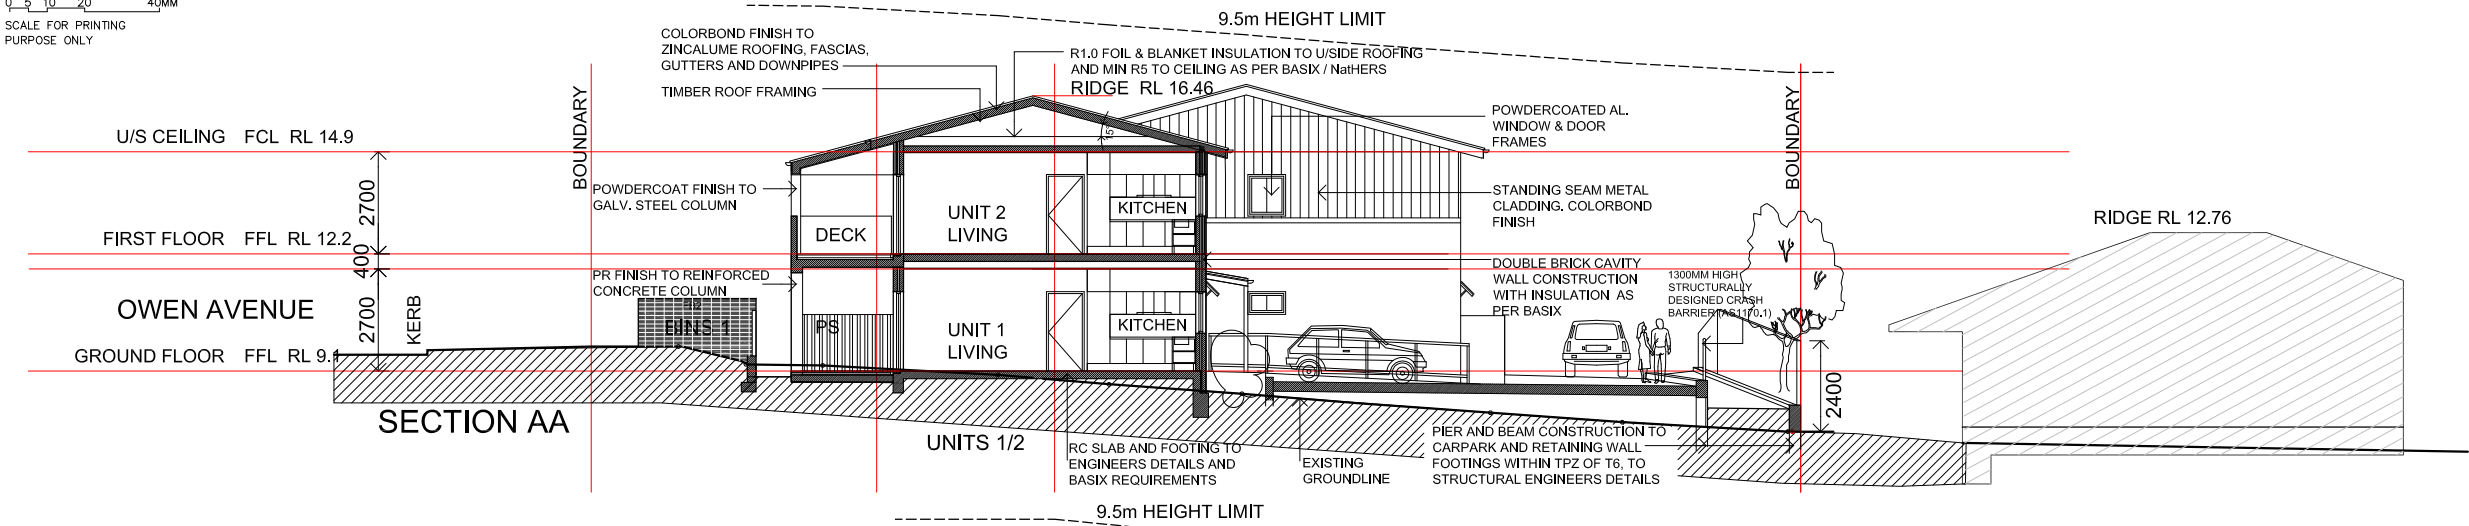 0 5 10 20 40MM
SCALE FOR PRINTING
PURPOSE ONLY
9.5m HEIGHT LIMIT
COLORBOND FINISH TO
ZINCALUME ROOFING, FASCIAS,
GUTTERS AND DOWNPIPES
TIMBER ROOF FRAMING
R1.0 FOIL & BLANKET INSULATION TO U/SIDE ROOFING
AND MIN R5 TO CEILING AS PER BASIX / NatHERS
RIDGE RL 16.46
15°
BOUNDARY
BOUNDARY
POWDERCOATED AL.
WINDOW & DOOR
FRAMES
U/S CEILING FCL RL 14.9
2700
POWDERCOAT FINISH TO
GALV. STEEL COLUMN
UNIT 2
LIVING
KITCHEN
DECK
STANDING SEAM METAL
CLADDING. COLORBOND
FINISH
RIDGE RL 12.76
FIRST FLOOR FFL RL 12.2
400
PR FINISH TO REINFORCED
CONCRETE COLUMN
DOUBLE BRICK CAVITY
WALL CONSTRUCTION
WITH INSULATION AS
PER BASIX
1300MM HIGH
STRUCTURALLY
DESIGNED CRASH
BARRIER (AS1170.1)
OWEN AVENUE
2700
KERB
BINS 1
PS
UNIT 1
LIVING
KITCHEN
GROUND FLOOR FFL RL 9.1
2400
SECTION AA
UNITS 1/2
RC SLAB AND FOOTING TO
ENGINEERS DETAILS AND
BASIX REQUIREMENTS
EXISTING
GROUNDLINE
PIER AND BEAM CONSTRUCTION TO
CARPARK AND RETAINING WALL
FOOTINGS WITHIN TPZ OF T6, TO
STRUCTURAL ENGINEERS DETAILS
9.5m HEIGHT LIMIT